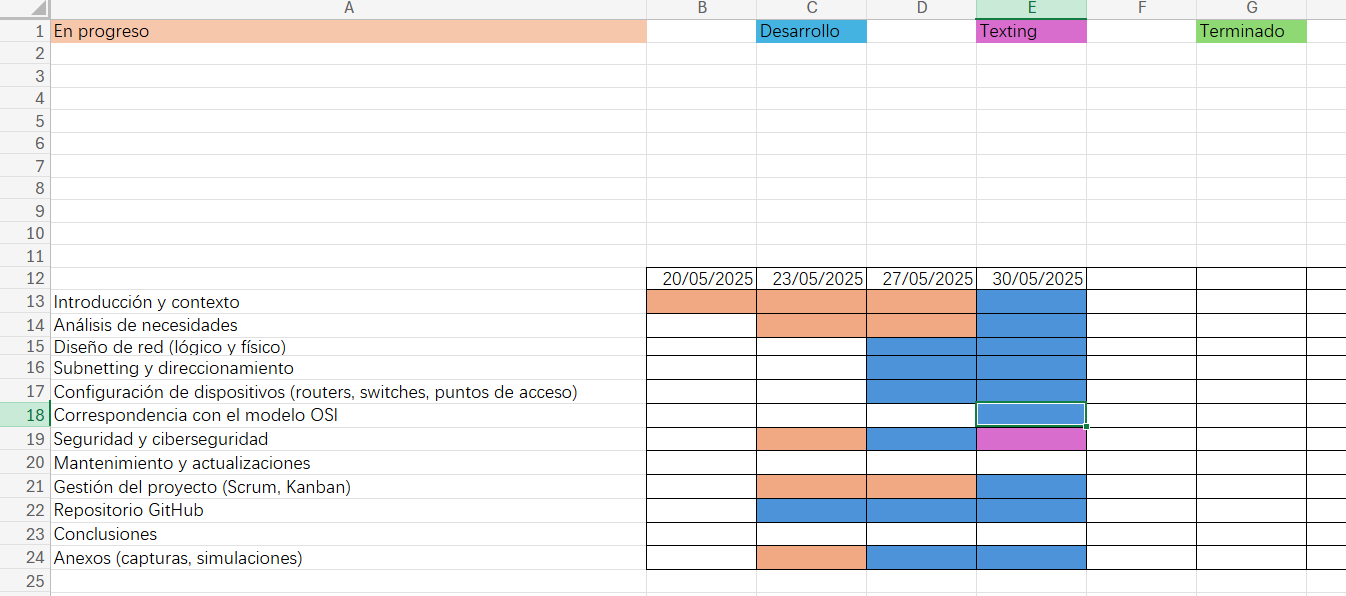 A B C D E F G
1 En progreso Desarrollo Texting Terminado
2
3
4
5
6
7
8
9
10
11
12 20/05/2025 23/05/2025 27/05/2025 30/05/2025
13 Introducción y contexto
14 Análisis de necesidades
15 Diseño de red (lógico y físico)
16 Subnetting y direccionamiento
17 Configuración de dispositivos (routers, switches, puntos de acceso)
18 Correspondencia con el modelo OSI
19 Seguridad y ciberseguridad
20 Mantenimiento y actualizaciones
21 Gestión del proyecto (Scrum, Kanban)
22 Repositorio GitHub
23 Conclusiones
24 Anexos (capturas, simulaciones)
25